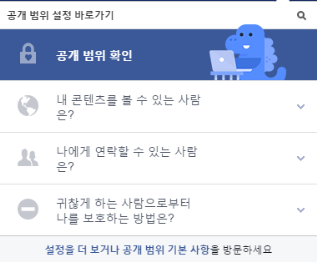 공개 범위 설정 바로가기
공개 범위 확인
내 콘텐츠를 볼 수 있는 사람
은?
나에게 연락할 수 있는 사람
은?
귀찮게 하는 사람으로부터
나를 보호하는 방법은?
설정을 더 보거나 공개 범위 기본 사항을 방문하세요